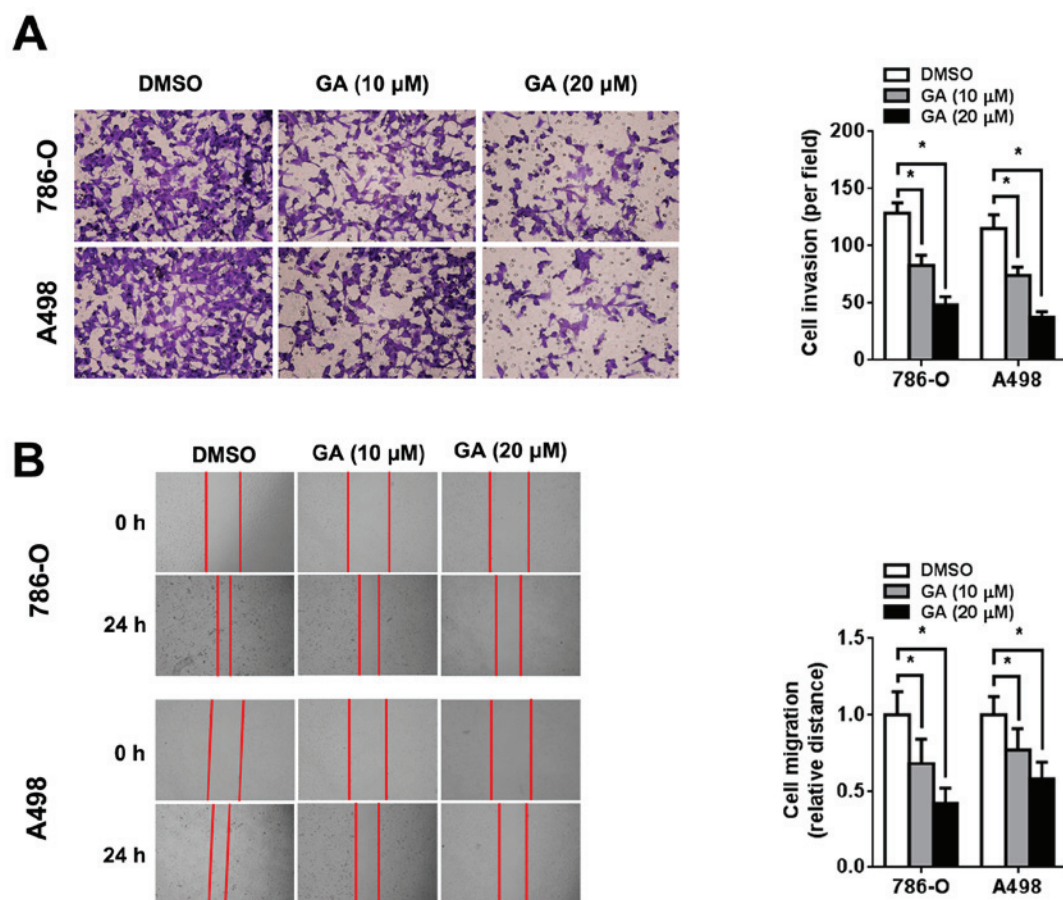 A
DMSO GA (10 µM) GA (20 µM)
786-O
A498
DMSO
GA (10 µM)
GA (20 µM)
Cell invasion (per field)
200
150
100
50
0
* * * *
786-O A498
B
DMSO GA (10 µM) GA (20 µM)
786-O
0 h
24 h
A498
0 h
24 h
DMSO
GA (10 µM)
GA (20 µM)
Cell migration
(relative distance)
1.5
1.0
0.5
0.0
* * * *
786-O A498